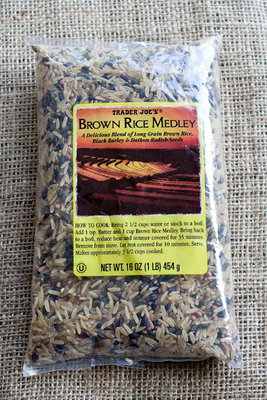 TRADER JOE'S®
BROWN RICE MEDLEY
A Delicious Blend of Long Grain Brown Rice,
Black Barley & Daikon Radish Seeds
HOW TO COOK: Bring 2 1/2 cups water or stock to a boil.
Add 1 tsp. Butter and 1 cup Brown Rice Medley. Bring back
to a boil, reduce heat and simmer covered for 35 minutes.
Remove from stove. Let rest covered for 10 minutes. Serve.
Makes approximately 3 1/2 cups cooked.
U
NET WT. 16 OZ (1 LB) 454 g